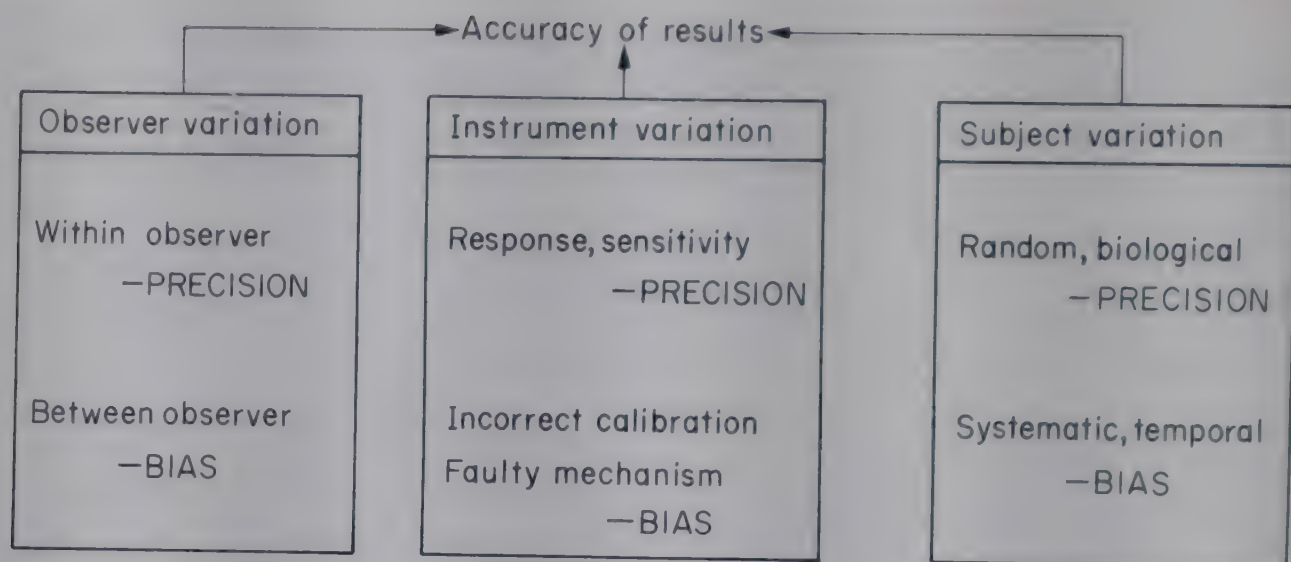 Accuracy of results
Observer variation
Within observer
—PRECISION
Between observer
—BIAS
Instrument variation
Response, sensitivity
—PRECISION
Incorrect calibration
Faulty mechanism
—BIAS
Subject variation
Random, biological
—PRECISION
Systematic, temporal
—BIAS